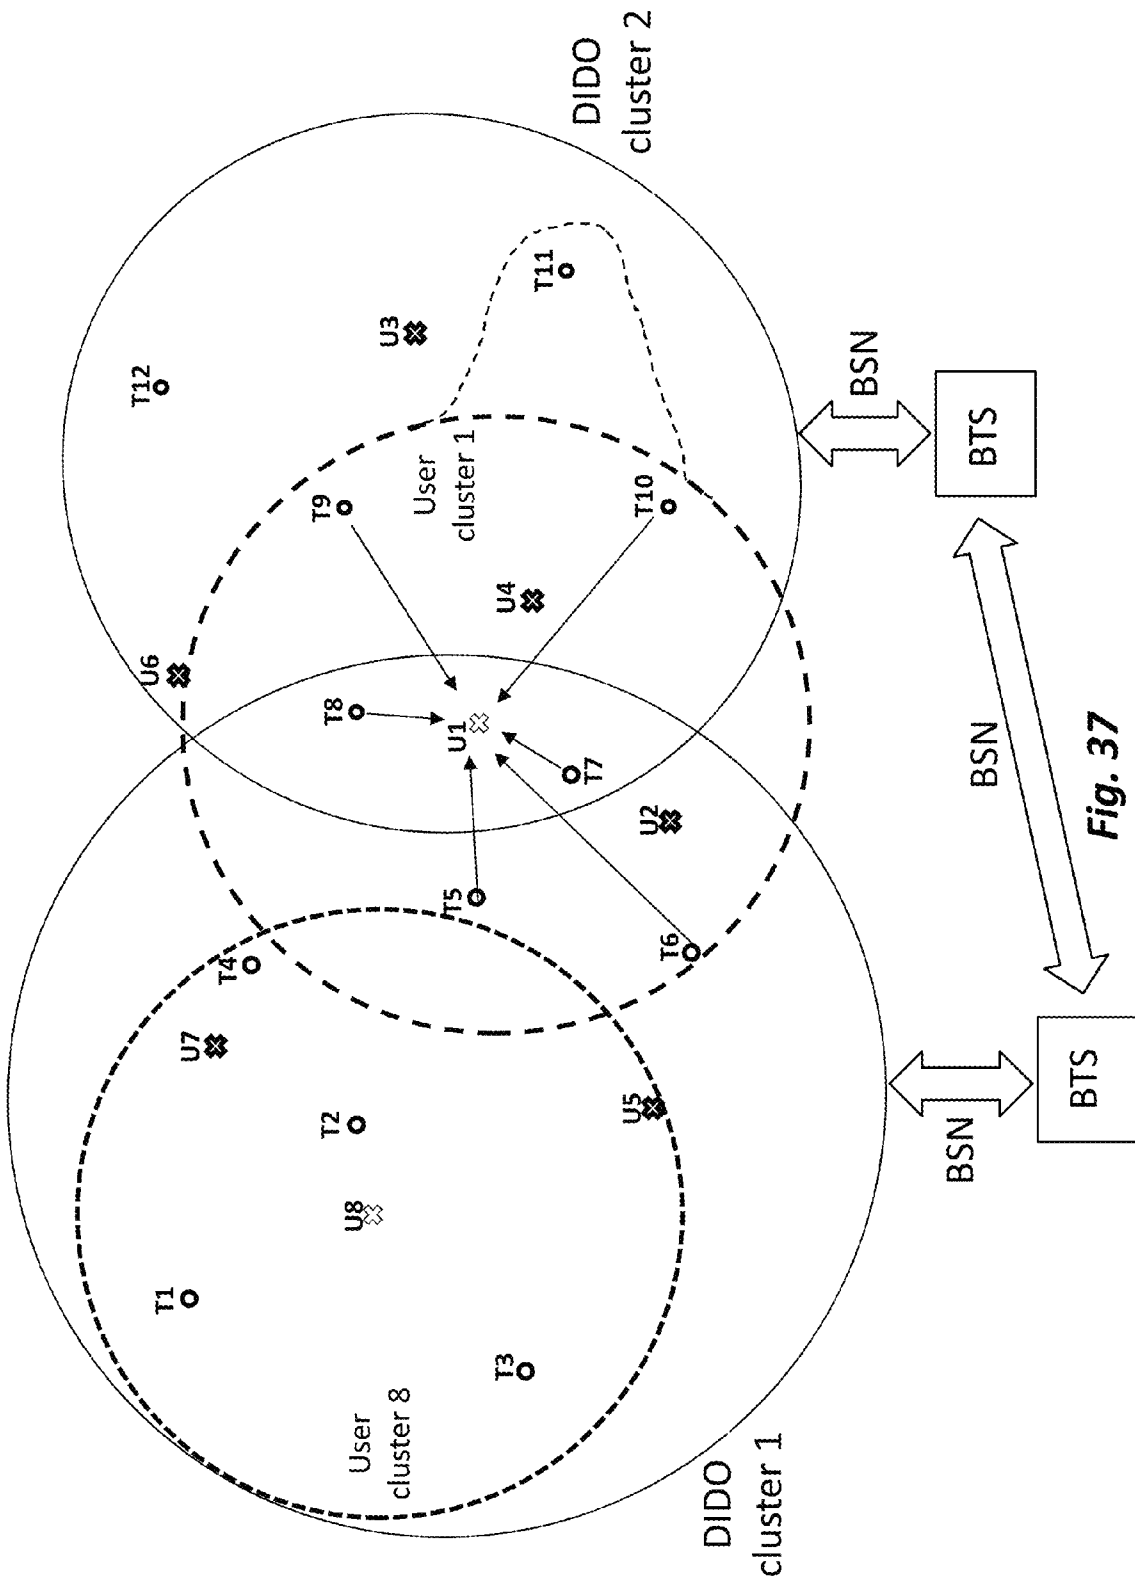 T12
U6
T1
U7
T4
T9
T8
T2
U8
User
cluster 8
U3
User
cluster 1
U1
T5
T3
U4
T11
DIDO
cluster 2
T7
U5
T10
U2
T6
DIDO
cluster 1
BSN
BSN
BTS
BSN
BTS
Fig. 37